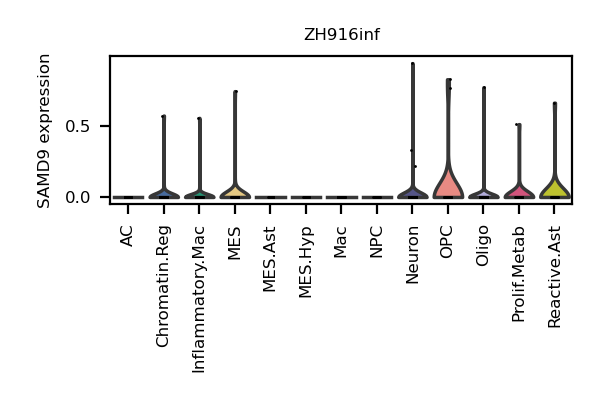 ZH916inf
SAMD9 expression
0.5
0.0
AC
Chromatin.Reg
Inflammatory.Mac
MES
MES.Ast
MES.Hyp
Mac
NPC
Neuron
OPC
Oligo
Prolif.Metab
Reactive.Ast